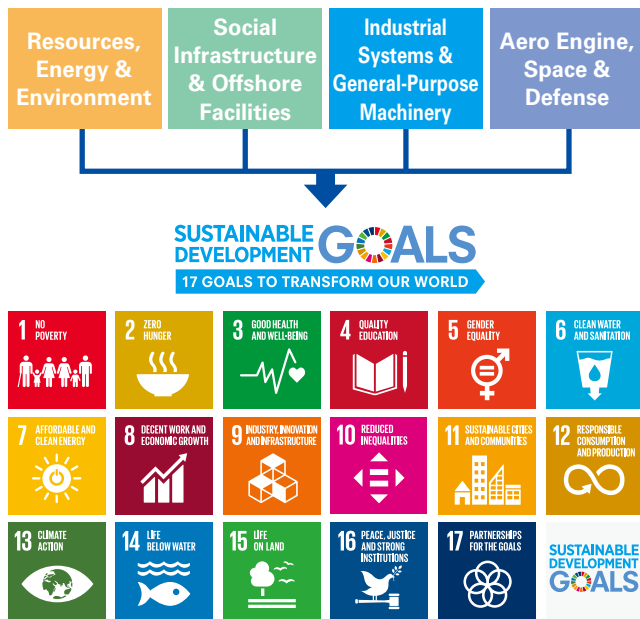 Resources,
Energy &
Environment
Social
Infrastructure
& Offshore
Facilities
Industrial
Systems &
General-Purpose
Machinery
Aero Engine,
Space &
Defense
SUSTAINABLE
DEVELOPMENT
GOALS
17 GOALS TO TRANSFORM OUR WORLD
1 NO
POVERTY
2 ZERO
HUNGER
3 GOOD HEALTH
AND WELL-BEING
4 QUALITY
EDUCATION
5 GENDER
EQUALITY
6 CLEAN WATER
AND SANITATION
7 AFFORDABLE AND
CLEAN ENERGY
8 DECENT WORK AND
ECONOMIC GROWTH
9 INDUSTRY, INNOVATION
AND INFRASTRUCTURE
10 REDUCED
INEQUALITIES
11 SUSTAINABLE CITIES
AND COMMUNITIES
12 RESPONSIBLE
CONSUMPTION
AND PRODUCTION
13 CLIMATE
ACTION
14 LIFE
BELOW WATER
15 LIFE
ON LAND
16 PEACE, JUSTICE
AND STRONG
INSTITUTIONS
17 PARTNERSHIPS
FOR THE GOALS
SUSTAINABLE
DEVELOPMENT
GOALS